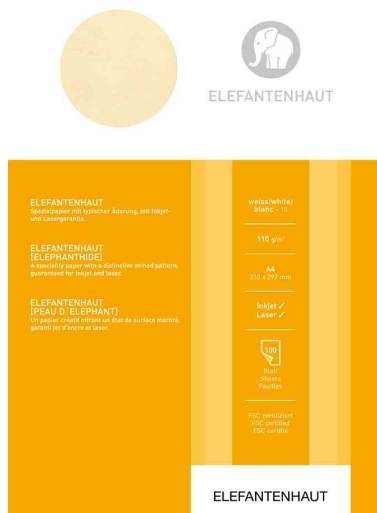 ELEFANTENHAUT
ELEFANTENHAUT
Spezialpapier mit typischer Äderung, mit Inkjet-
und Lasergarantie.
ELEFANTENHAUT
[ELEPHANTHIDE]
A speciality paper with a distinctive veined pattern,
guaranteed for inkjet and laser.
ELEFANTENHAUT
[PEAU D´ELEPHANT]
Un papier créatif offrant un état de surface marbré,
garanti jet d'encre et laser.
weiss/white/
blanc - 10
110 g/m²
A4
210 x 297 mm
Inkjet ✓
Laser ✓
100
Blatt
Sheets
Feuilles
FSC zertifiziert
FSC certified
FSC certifié
ELEFANTENHAUT